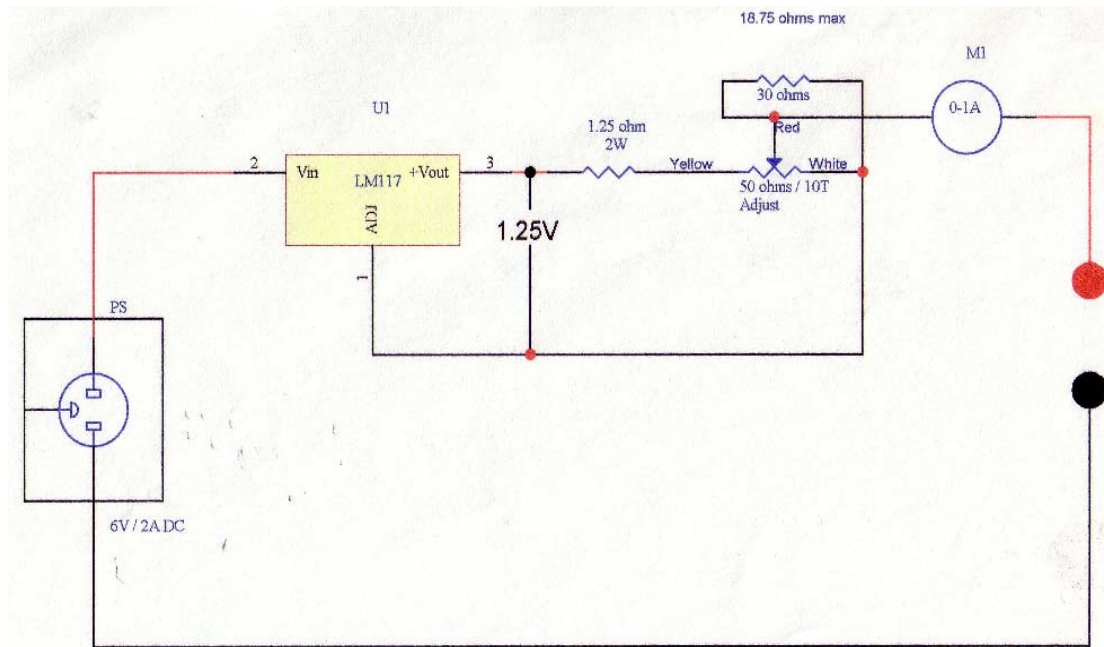 18.75 ohms max
M1
30 ohms
0-1A
U1
Red
1.25 ohm
2W
2
Vin
+Vout
3
Yellow
White
LM117
50 ohms / 10T
Adjust
ADJ
1.25V
1
PS
6V / 2A DC